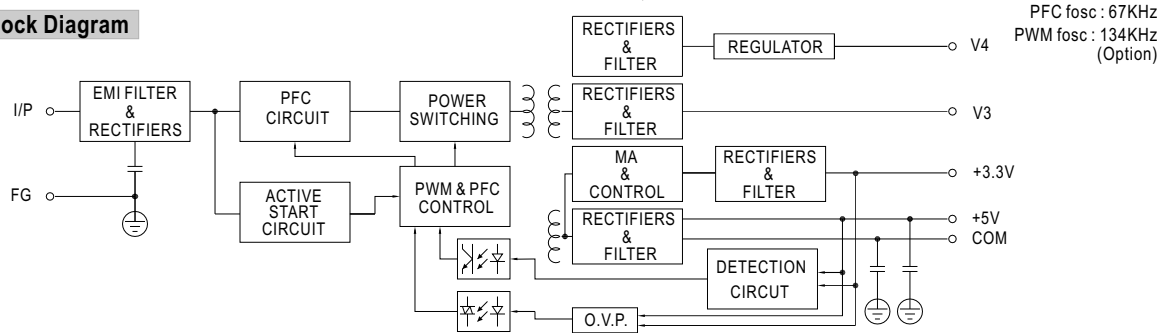 lock Diagram
PFC fosc : 67KHz
PWM fosc : 134KHz
(Option)
RECTIFIERS
&
FILTER
REGULATOR
V4
I/P
EMI FILTER
&
RECTIFIERS
PFC
CIRCUIT
POWER
SWITCHING
RECTIFIERS
&
FILTER
V3
MA
&
CONTROL
RECTIFIERS
&
FILTER
+3.3V
FG
ACTIVE
START
CIRCUIT
PWM & PFC
CONTROL
RECTIFIERS
&
FILTER
+5V
COM
DETECTION
CIRCUT
O.V.P.